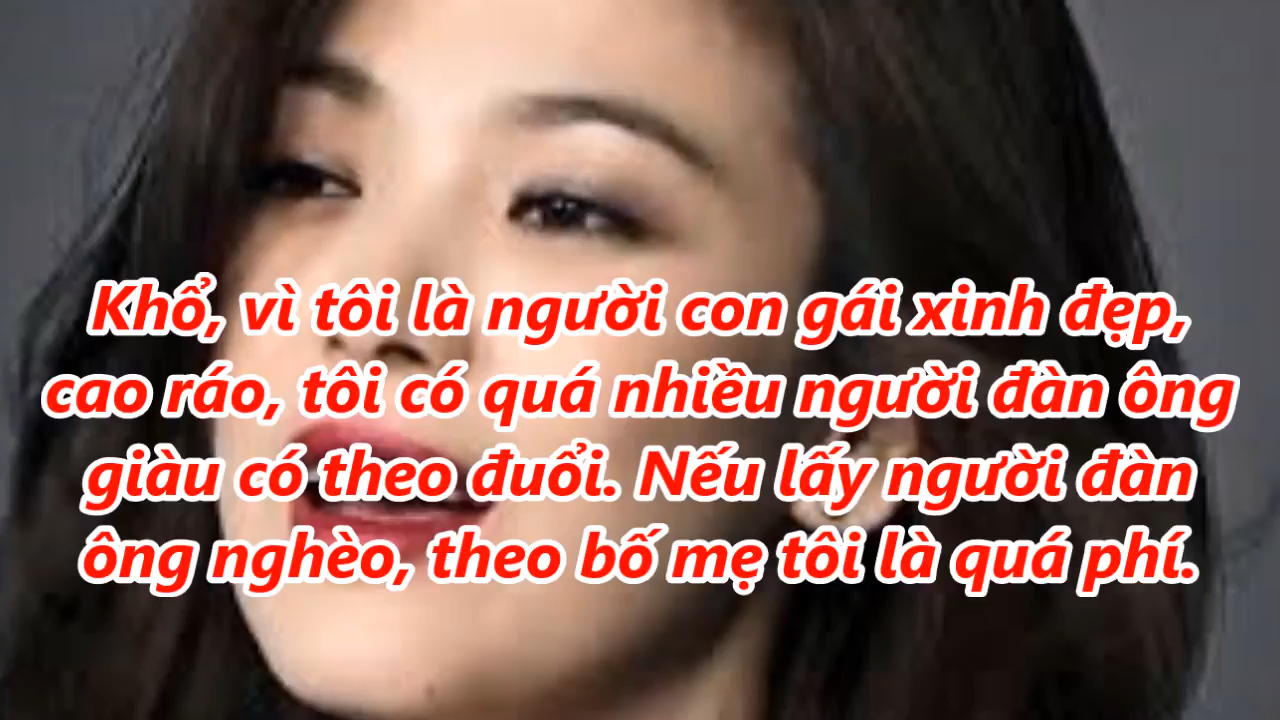 Khổ, vì tôi là người con gái xinh đẹp,
cao ráo, tôi có quá nhiều người đàn ông
giàu có theo đuổi. Nếu lấy người đàn
ông nghèo, theo bố mẹ tôi là quá phí.